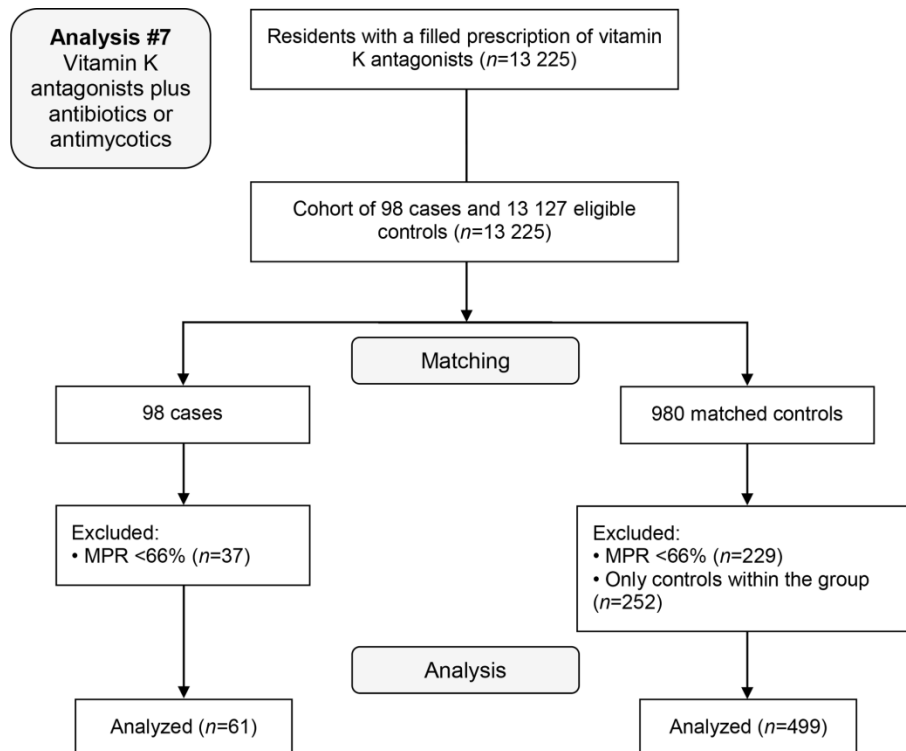 Analysis #7
Vitamin K
antagonists plus
antibiotics or
antimycotics
Residents with a filled prescription of vitamin
K antagonists (n=13 225)
Cohort of 98 cases and 13 127 eligible
controls (n=13 225)
Matching
98 cases
980 matched controls
Excluded:
• MPR <66% (n=37)
Excluded:
• MPR <66% (n=229)
• Only controls within the group
(n=252)
Analysis
Analyzed (n=61)
Analyzed (n=499)